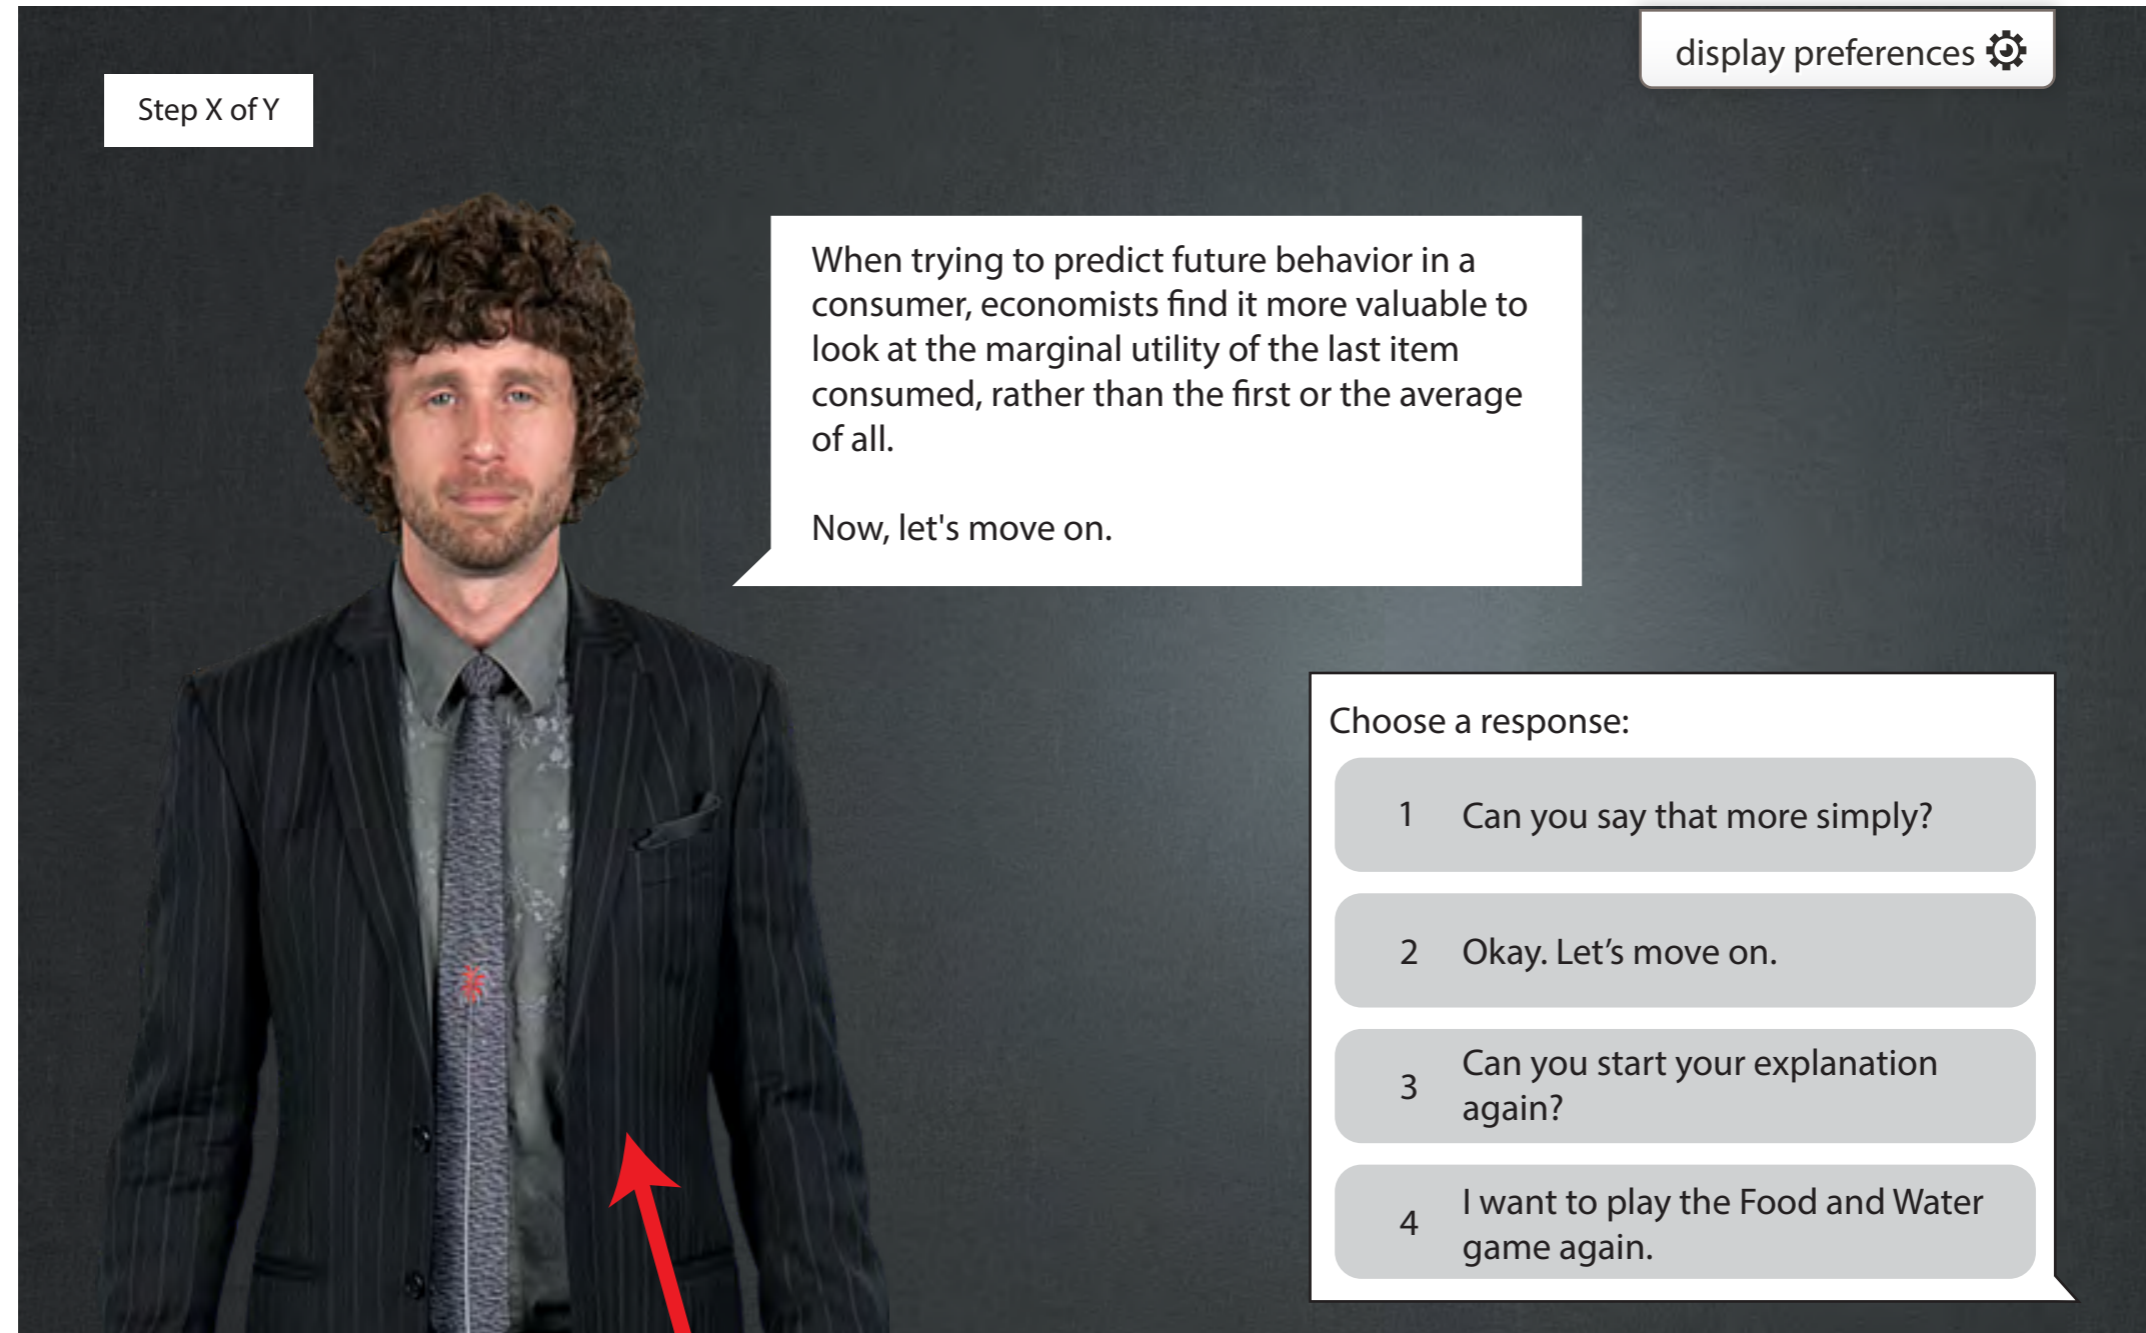 display preferences
Step X of Y
When trying to predict future behavior in a
consumer, economists find it more valuable to
look at the marginal utility of the last item
consumed, rather than the first or the average
of all.
Now, let's move on.
Choose a response:
1 Can you say that more simply?
2 Okay. Let’s move on.
3 Can you start your explanation
again?
4 I want to play the Food and Water
game again.